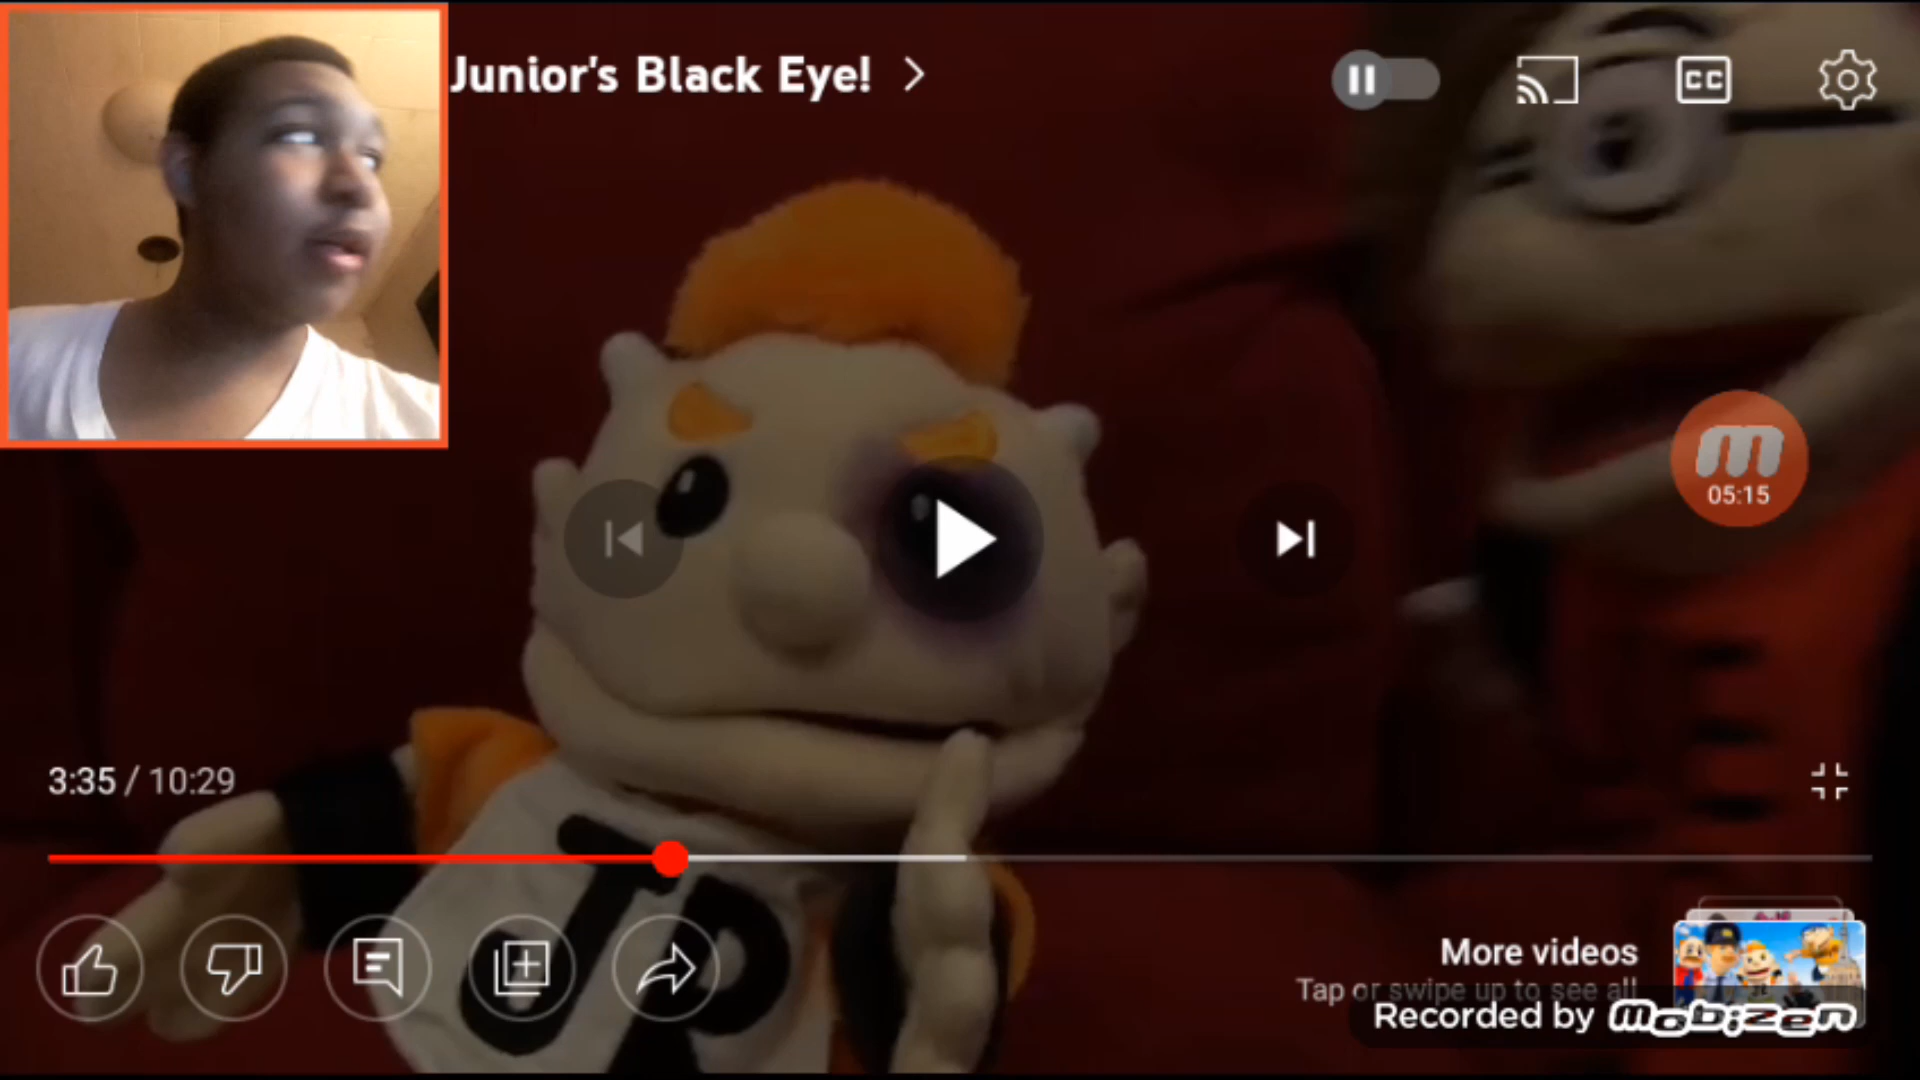 Junior's Black Eye!
CC
m
05:15
3:35 / 10:29
JR
More videos
Tap or swipe up to see all
Recorded by mobizen